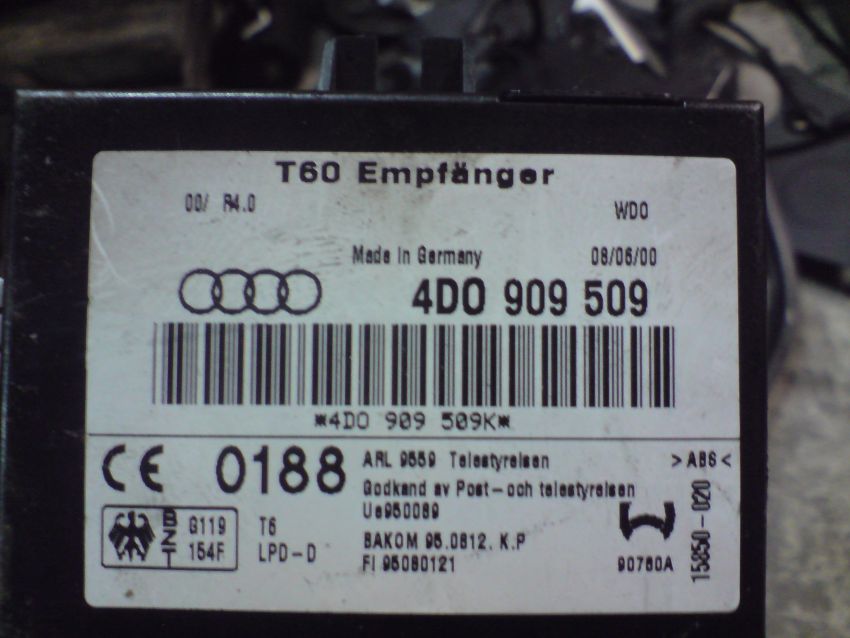 T60 Empfänger
00/ R4.0
WDO
Made in Germany
08/06/00
4D0 909 509
*4D0 909 509K*
CE 0188
ARL 9559 Telestyrelsen
>ABS<
Godkand av Post-och telestyrelsen
Ue950089
BZT
G119
154F
T6
LPD-D
BAKOM 95.0812. K.P
FI 95080121
90760A
15850-020